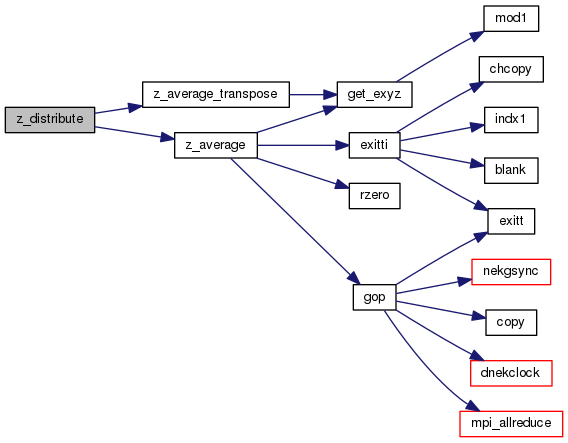 mod1
chcopy
z_average_transpose
get_exyz
z_distribute
indx1
z_average
exitti
blank
rzero
exitt
nekgsync
gop
copy
dnekclock
mpi_allreduce